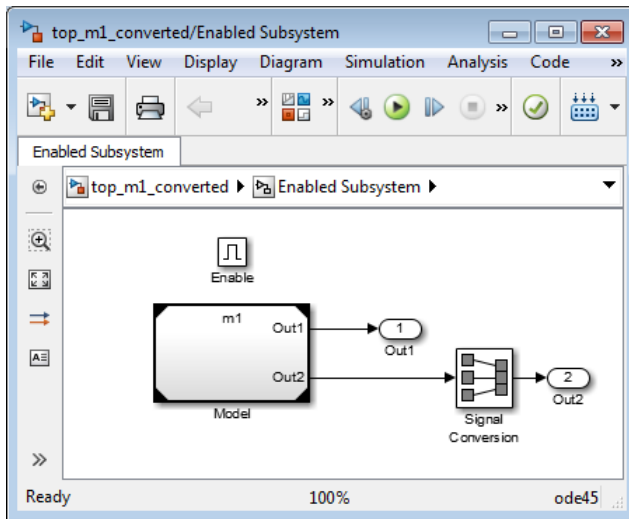 top_m1_converted/Enabled Subsystem
File Edit View Display Diagram Simulation Analysis Code »
» »  »
Enabled Subsystem
top_m1_converted ▶ Enabled Subsystem ▶
Enable
m1
Out1
1
Out1
Out2
2
Out2
Model
Signal
Conversion
A
»
Ready 100% ode45